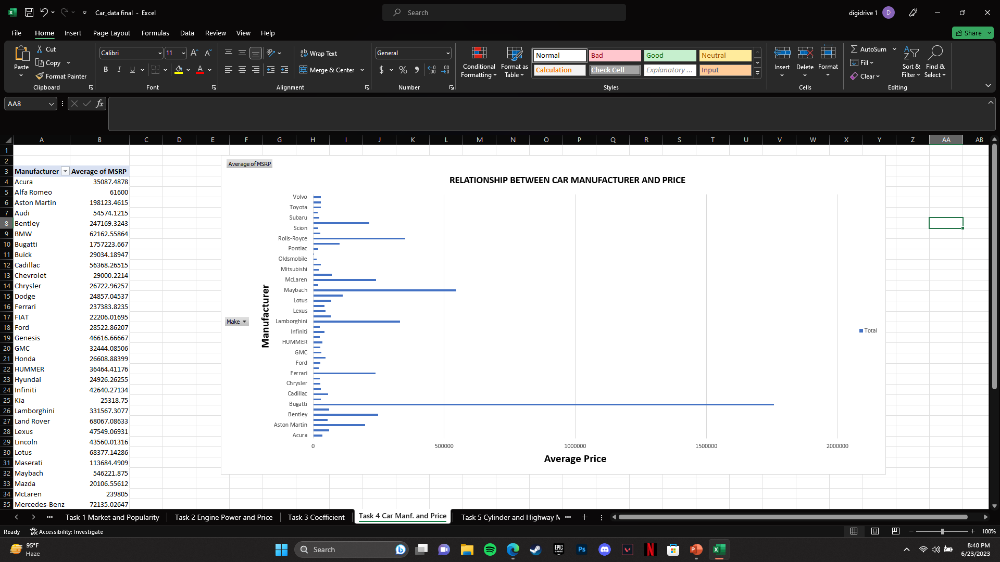 Car_data final - Excel
Search
digidrive 1
D
File Home Insert Page Layout Formulas Data Review View Help
Share
Paste
Cut
Copy
Format Painter
Clipboard
Calibri 11
B I U
Font
Wrap Text
Merge & Center
Alignment
General
$ % 9
Number
Conditional Formatting
Format as Table
Normal Bad Good Neutral
Calculation Check Cell Explanatory ... Input
Styles
Insert Delete Format
Cells
AutoSum
Fill
Clear
Sort & Filter
Find & Select
Editing
AA8
fx
A B C D E F G H I J K L M N O P Q R S T U V W X Y Z AA AB
1
2
3 Manufacturer Average of MSRP
4 Acura 35087.4878
5 Alfa Romeo 61600
6 Aston Martin 198123.4615
7 Audi 54574.1215
8 Bentley 247169.3243
9 BMW 62162.55864
10 Bugatti 1757223.667
11 Buick 29034.18947
12 Cadillac 56368.26515
13 Chevrolet 29000.2214
14 Chrysler 26722.96257
15 Dodge 24857.04537
16 Ferrari 237383.8235
17 FIAT 22206.01695
18 Ford 28522.86207
19 Genesis 46616.66667
20 GMC 32444.08506
21 Honda 26608.88399
22 HUMMER 36464.41176
23 Hyundai 24926.26255
24 Infiniti 42640.27134
25 Kia 25318.75
26 Lamborghini 331567.3077
27 Land Rover 68067.08633
28 Lexus 47549.06931
29 Lincoln 43560.01316
30 Lotus 68377.14286
31 Maserati 113684.4909
32 Maybach 546221.875
33 Mazda 20106.55612
34 McLaren 239805
35 Mercedes-Benz 72135.02647
Average of MSRP
RELATIONSHIP BETWEEN CAR MANUFACTURER AND PRICE
Make
Manufacturer
Volvo
Toyota
Subaru
Scion
Rolls-Royce
Pontiac
Oldsmobile
Mitsubishi
McLaren
Maybach
Lotus
Lexus
Lamborghini
Infiniti
HUMMER
GMC
Ford
Ferrari
Chrysler
Cadillac
Bugatti
Bentley
Aston Martin
Acura
0 500000 1000000 1500000 2000000
Average Price
Total
Task 1 Market and Popularity Task 2 Engine Power and Price Task 3 Coefficient Task 4 Car Manf. and Price Task 5 Cylinder and Highway
Ready Accessibility: Investigate
100%
95°F
Haze
Search
EPIC GAMES
Ps
8:40 PM
6/23/2023